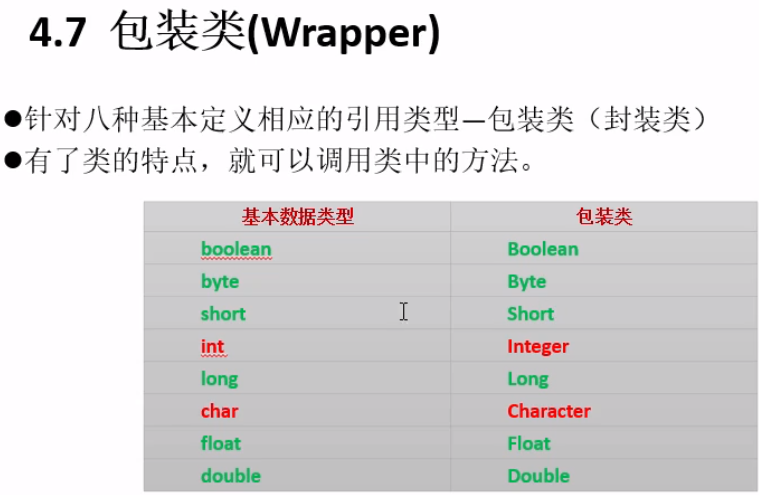 4.7 包装类(Wrapper)
●针对八种基本定义相应的引用类型—包装类（封装类）
●有了类的特点，就可以调用类中的方法。
基本数据类型 包装类
boolean Boolean
byte Byte
short Short
int Integer
long Long
char Character
float Float
double Double